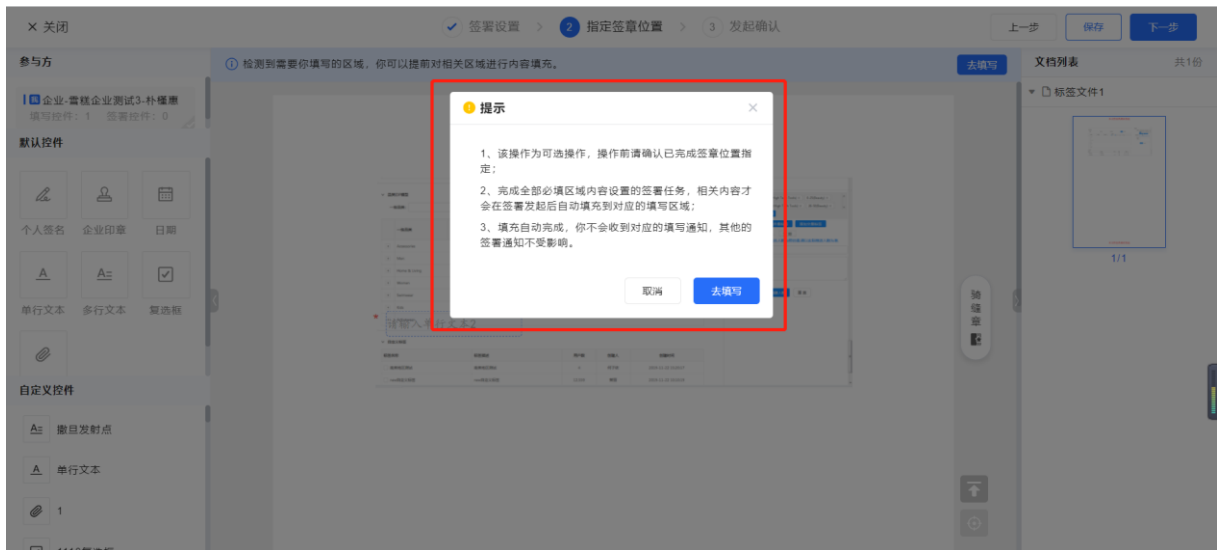 × 关闭
签署设置 > 2 指定签章位置 > 3 发起确认
上一步 保存 下一步
参与方
检测到需要你填写的区域，你可以提前对相关区域进行内容填充。
去填写
文档列表 共1份
企业-雪糕企业测试3-朴槿惠
填写控件：1 签署控件：0
标签文件1
提示
1、该操作为可选操作，操作前请确认已完成签章位置指
定；
2、完成全部必填区域内容设置的签署任务，相关内容才
会在签署发起后自动填充到对应的填写区域；
3、填充自动完成，你不会收到对应的填写通知，其他的
签署通知不受影响。
取消 去填写
默认控件
个人签名 企业印章 日期
单行文本 多行文本 复选框
1/1
骑缝章
请输入单行文本2
自定义控件
撒旦发射点
单行文本
1